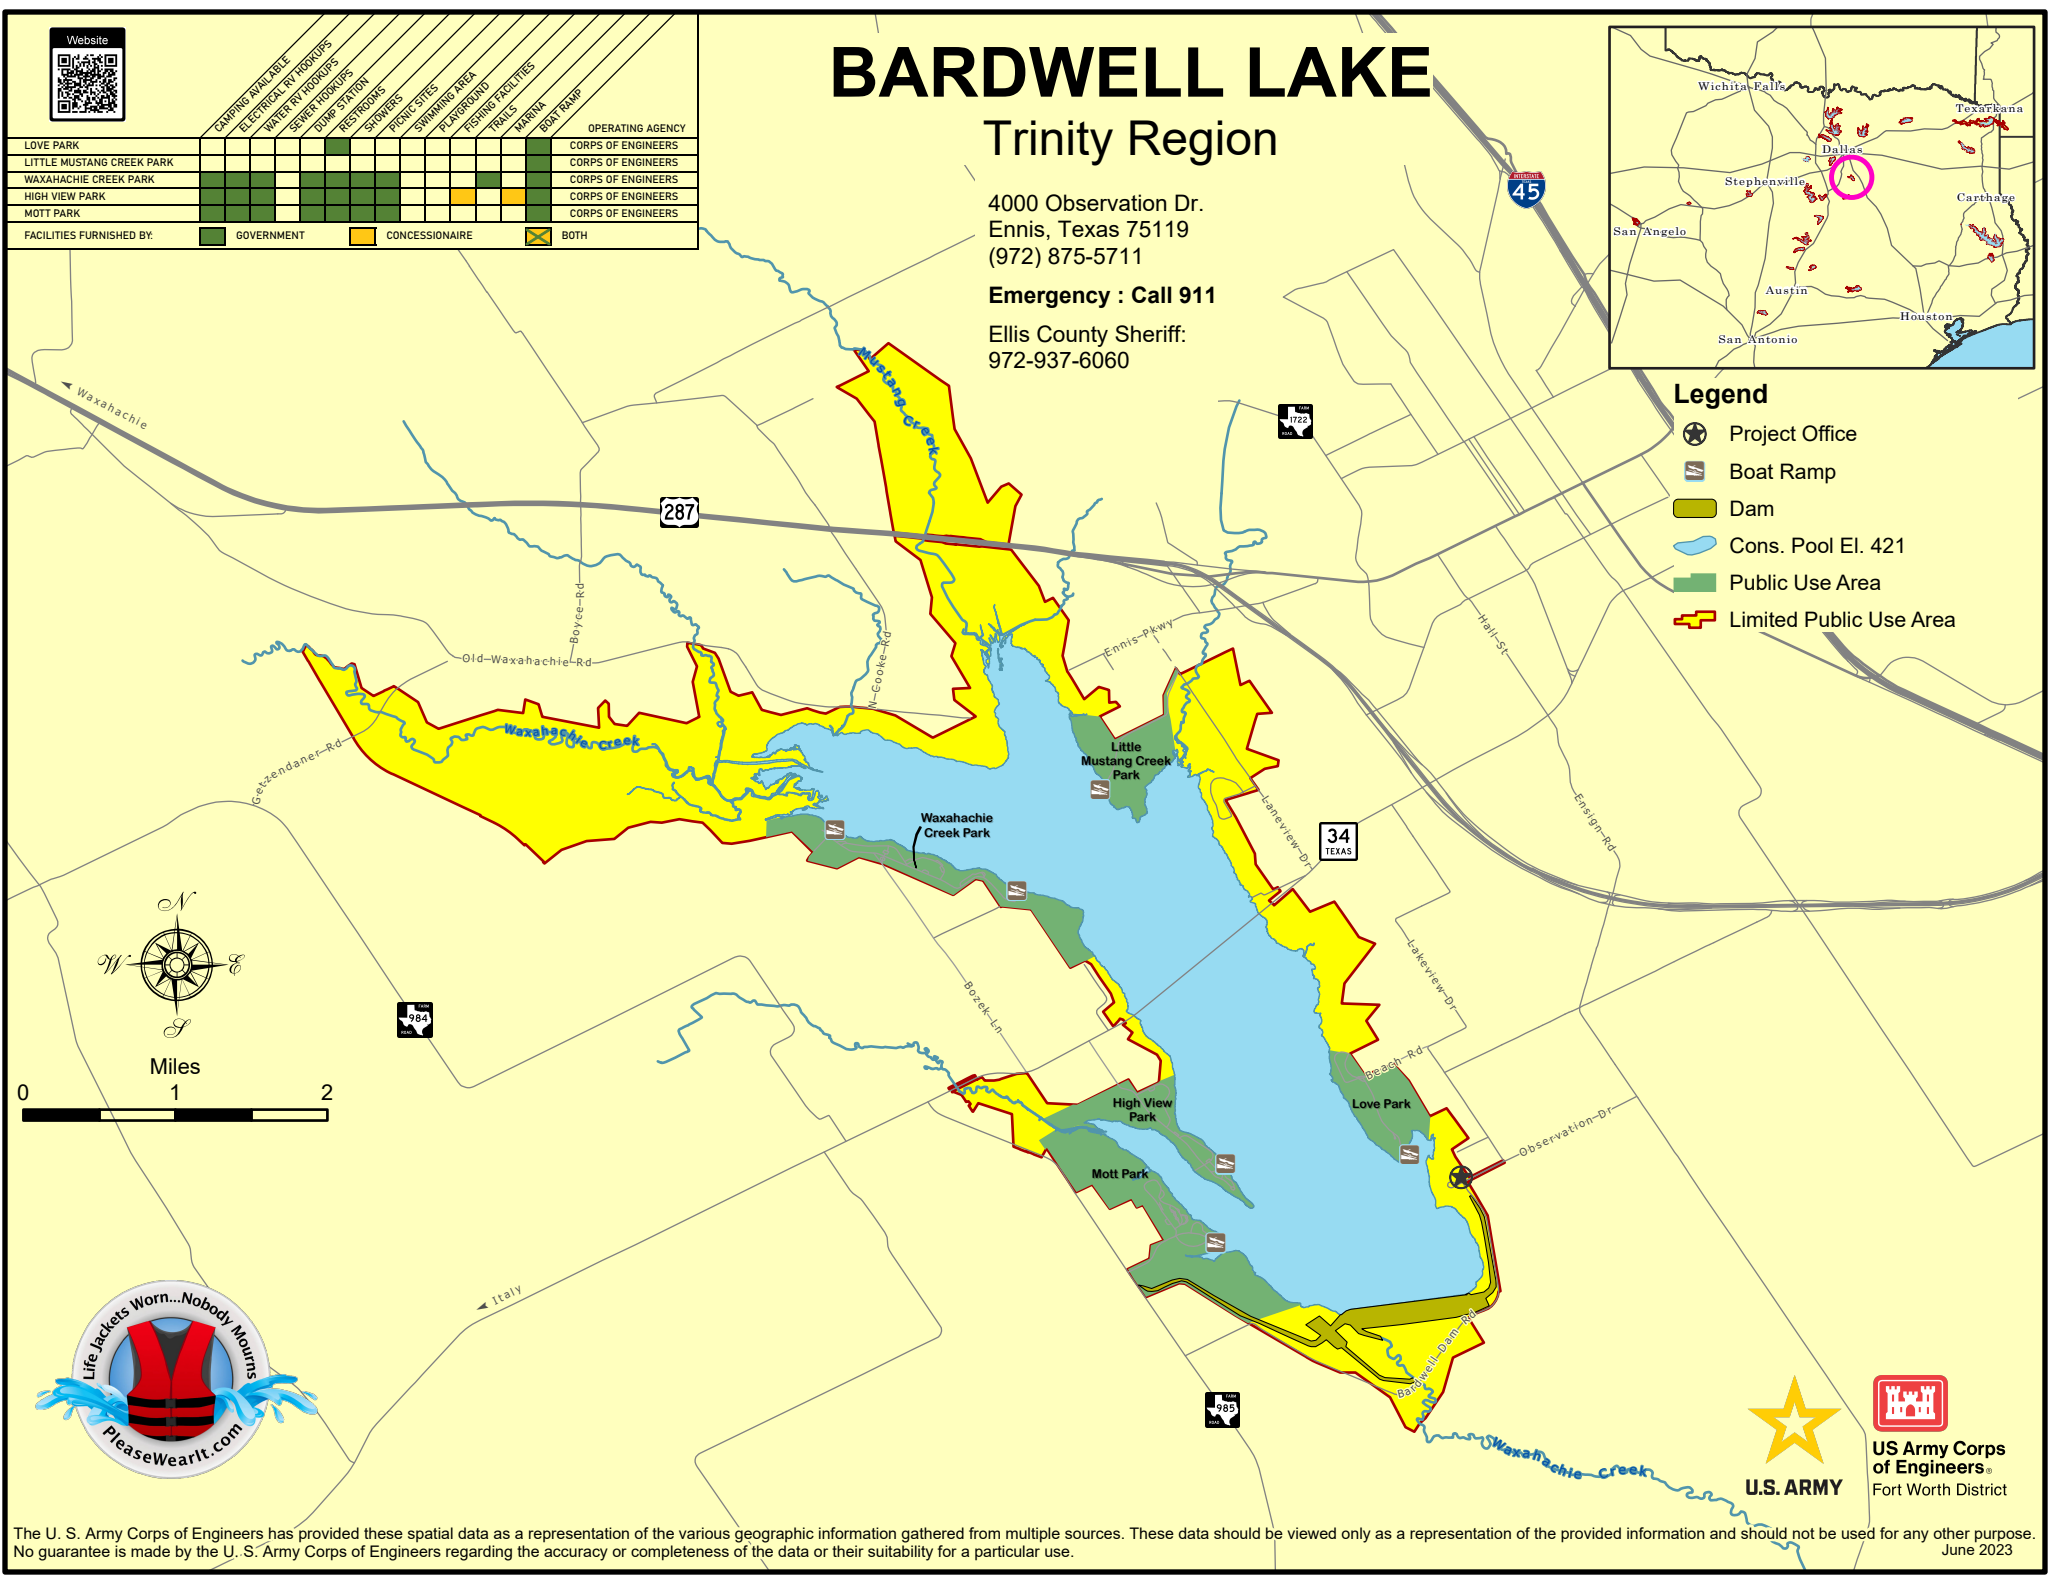 Website
CAMPING AVAILABLE
ELECTRICAL RV HOOKUPS
WATER RV HOOKUPS
SEWER HOOKUPS
DUMP STATION
RESTROOMS
SHOWERS
PICNIC SITES
SWIMMING AREA
PLAYGROUND
FISHING FACILITIES
TRAILS
MARINA
BOAT RAMP
OPERATING AGENCY
LOVE PARK CORPS OF ENGINEERS
LITTLE MUSTANG CREEK PARK CORPS OF ENGINEERS
WAXAHACHIE CREEK PARK CORPS OF ENGINEERS
HIGH VIEW PARK CORPS OF ENGINEERS
MOTT PARK CORPS OF ENGINEERS
FACILITIES FURNISHED BY: GOVERNMENT CONCESSIONAIRE BOTH
BARDWELL LAKE
Trinity Region
4000 Observation Dr.
Ennis, Texas 75119
(972) 875-5711
Emergency : Call 911
Ellis County Sheriff:
972-937-6060
INTERSTATE
TEXAS
45
Wichita Falls
Texarkana
Dallas
Stephenville
Carthage
San Angelo
Austin
Houston
San Antonio
Legend
Project Office
Boat Ramp
Dam
Cons. Pool El. 421
Public Use Area
Limited Public Use Area
Waxahachie
287
Mustang Creek
FARM
1722
ROAD
Boyce Rd
Old Waxahachie Rd
N Cooke Rd
Ennis Pkwy
Hall St
Getzendaner Rd
Waxahachie Creek
Little
Mustang Creek
Park
Waxahachie
Creek Park
Laneview Dr
34
TEXAS
Ensign Rd
Lakeview Dr
Bozek Ln
N
W
E
S
FARM
984
ROAD
Miles
0 1 2
Beach Rd
High View
Park
Love Park
Observation Dr
Mott Park
Italy
Bardwell Dam Rd
FARM
985
ROAD
Waxahachie Creek
Life Jackets Worn...Nobody Mourns
PleaseWearIt.com
U.S. ARMY
US Army Corps
of Engineers®
Fort Worth District
The U. S. Army Corps of Engineers has provided these spatial data as a representation of the various geographic information gathered from multiple sources. These data should be viewed only as a representation of the provided information and should not be used for any other purpose.
No guarantee is made by the U. S. Army Corps of Engineers regarding the accuracy or completeness of the data or their suitability for a particular use.
June 2023